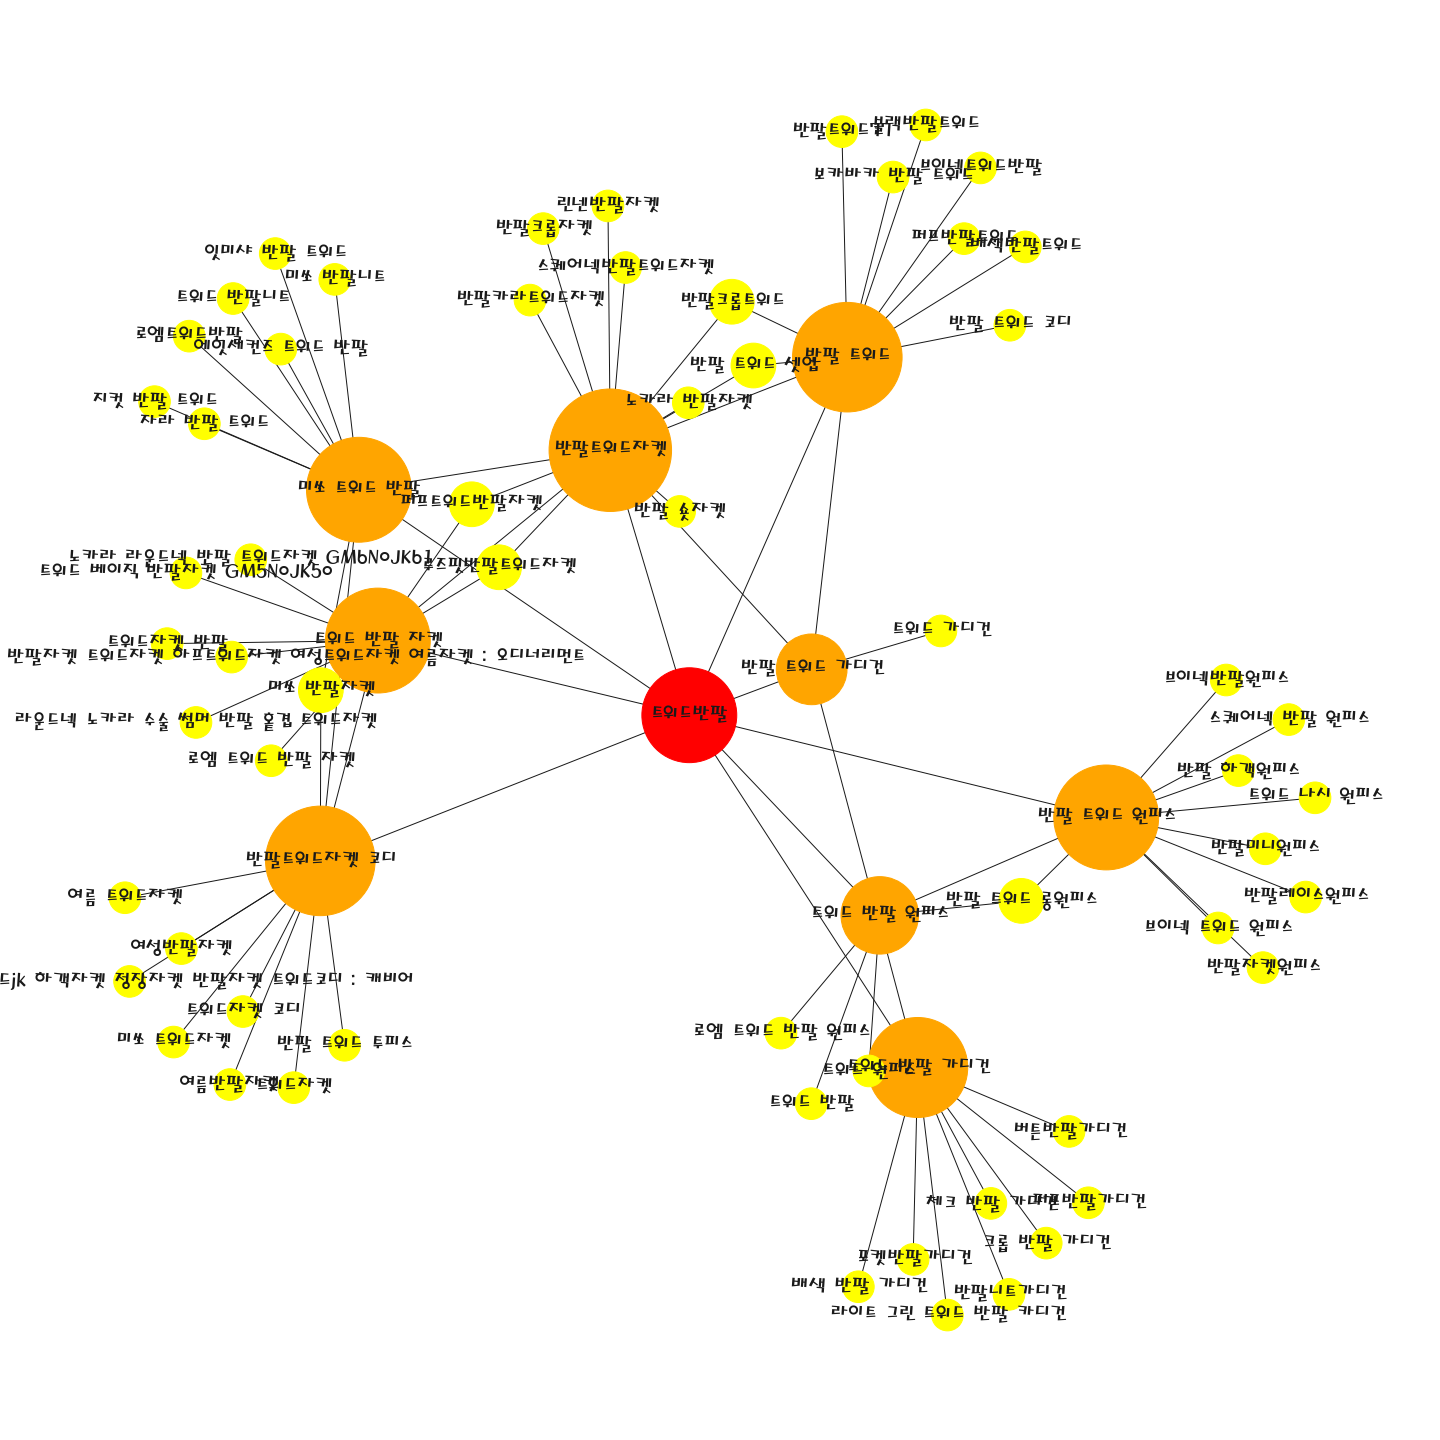 반팔트위드
블랙반팔트위드
브이넥트위드반팔
보카바카 반팔 트위드
린넨반팔자켓
반팔크롭자켓
퍼프반팔트위드
배색반팔트위드
잇미샤 반팔 트위드
스퀘어넥반팔트위드자켓
미쏘 반팔니트
트위드 반팔니트
반팔카라트위드자켓
반팔크롭트위드
반팔 트위드 코디
로엠트위드반팔
에잇세컨즈 트위드 반팔
반팔 트위드
반팔 트위드 셋업
지컷 반팔 트위드
노카라 반팔자켓
자라 반팔 트위드
반팔트위드자켓
미쏘 트위드 반팔
퍼프트위드반팔자켓
반팔 숏자켓
노카라 라운드넥 반팔 트위드자켓 GM6NoJK61
루즈핏반팔트위드자켓
트위드 베이직 반팔자켓 GM5NoJK50
트위드 가디건
트위드자켓 반팔
트위드 반팔 자켓
반팔자켓 트위드자켓 하프트위드자켓 여성트위드자켓 여름자켓 : 오디너리먼트
반팔 트위드 가디건
브이넥반팔원피스
미쏘 반팔자켓
트위드반팔
라운드넥 노카라 수술 썸머 반팔 홑겹 트위드자켓
스퀘어넥 반팔 원피스
로엠 트위드 반팔 자켓
반팔 하객원피스
트위드 나시 원피스
반팔 트위드 원피스
반팔미니원피스
반팔트위드자켓 코디
여름 트위드자켓
반팔 트위드 롱원피스
반팔레이스원피스
트위드 반팔 원피스
브이넥 트위드 원피스
여성반팔자켓
반팔자켓원피스
드jk 하객자켓 정장자켓 반팔자켓 트위드코디 : 캐비어
트위드자켓 코디
미쏘 트위드자켓
반팔 트위드 투피스
로엠 트위드 반팔 원피스
트위드 반팔 가디건
트위드원피스
여름반팔자켓
트위드자켓
트위드 반팔
버튼반팔가디건
체크 반팔 가디건
퍼프반팔가디건
크롭 반팔 가디건
포켓반팔가디건
배색 반팔 가디건
반팔니트가디건
라이트 그린 트위드 반팔 가디건